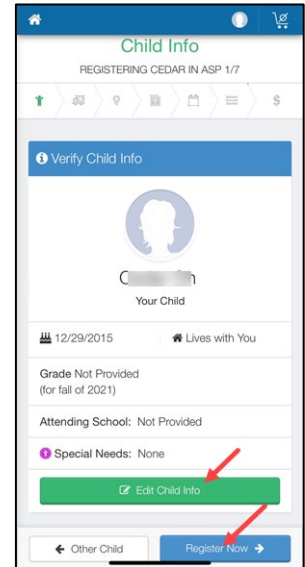 Child Info
REGISTERING CEDAR IN ASP 1/7
$
Verify Child Info
Your Child
12/29/2015 Lives with You
Grade Not Provided
(for fall of 2021)
Attending School: Not Provided
Special Needs: None
Edit Child Info
Other Child Register Now